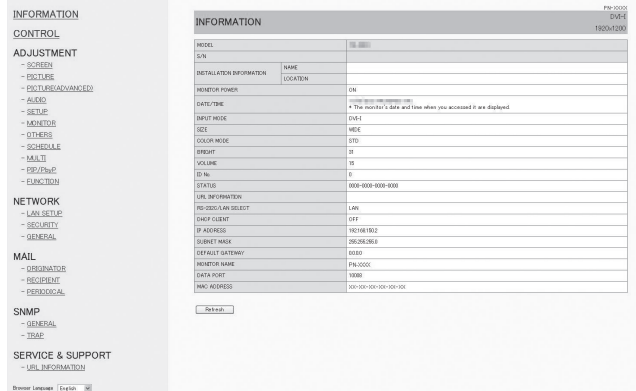 INFORMATION
CONTROL
ADJUSTMENT
- SCREEN
- PICTURE
- PICTURE(ADVANCED)
- AUDIO
- SETUP
- MONITOR
- OTHERS
- SCHEDULE
- MULTI
- PIP/PbyP
- FUNCTION
NETWORK
- LAN SETUP
- SECURITY
- GENERAL
MAIL
- ORIGINATOR
- RECIPIENT
- PERIODICAL
SNMP
- GENERAL
- TRAP
SERVICE & SUPPORT
- URL INFORMATION
Browser Language English
PN-XXXX
INFORMATION
DVI-I
1920x1200
MODEL
S/N
INSTALLATION INFORMATION NAME
LOCATION
MONITOR POWER ON
DATE/TIME
* The monitor's date and time when you accessed it are displayed
INPUT MODE DVI-I
SIZE WIDE
COLOR MODE STD
BRIGHT 31
VOLUME 15
ID No. 0
STATUS 0000-0000-0000-0000
URL INFORMATION
RS-232C/LAN SELECT LAN
DHCP CLIENT OFF
IP ADDRESS 192.168.150.2
SUBNET MASK 255.255.255.0
DEFAULT GATEWAY 0.0.0.0
MONITOR NAME PN-XXXX
DATA PORT 10008
MAC ADDRESS XX-XX-XX-XX-XX-XX
Refresh